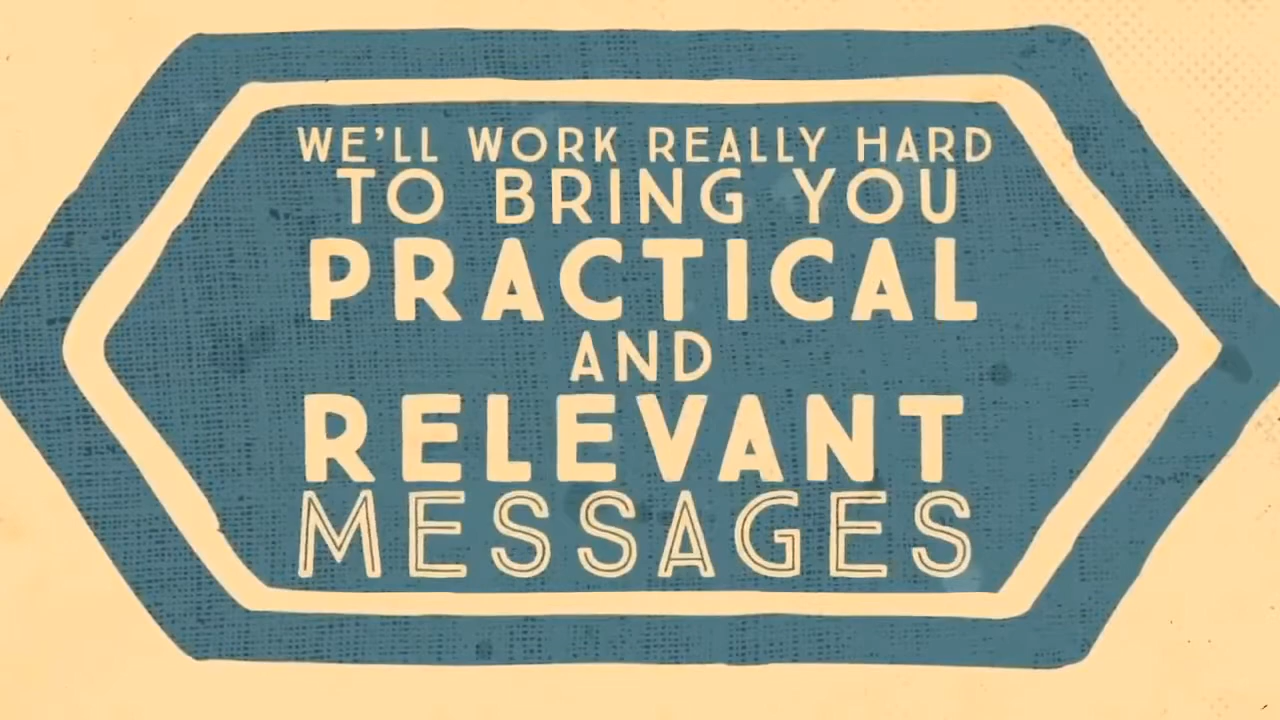 WE'LL WORK REALLY HARD
TO BRING YOU
PRACTICAL
AND
RELEVANT
MESSAGES